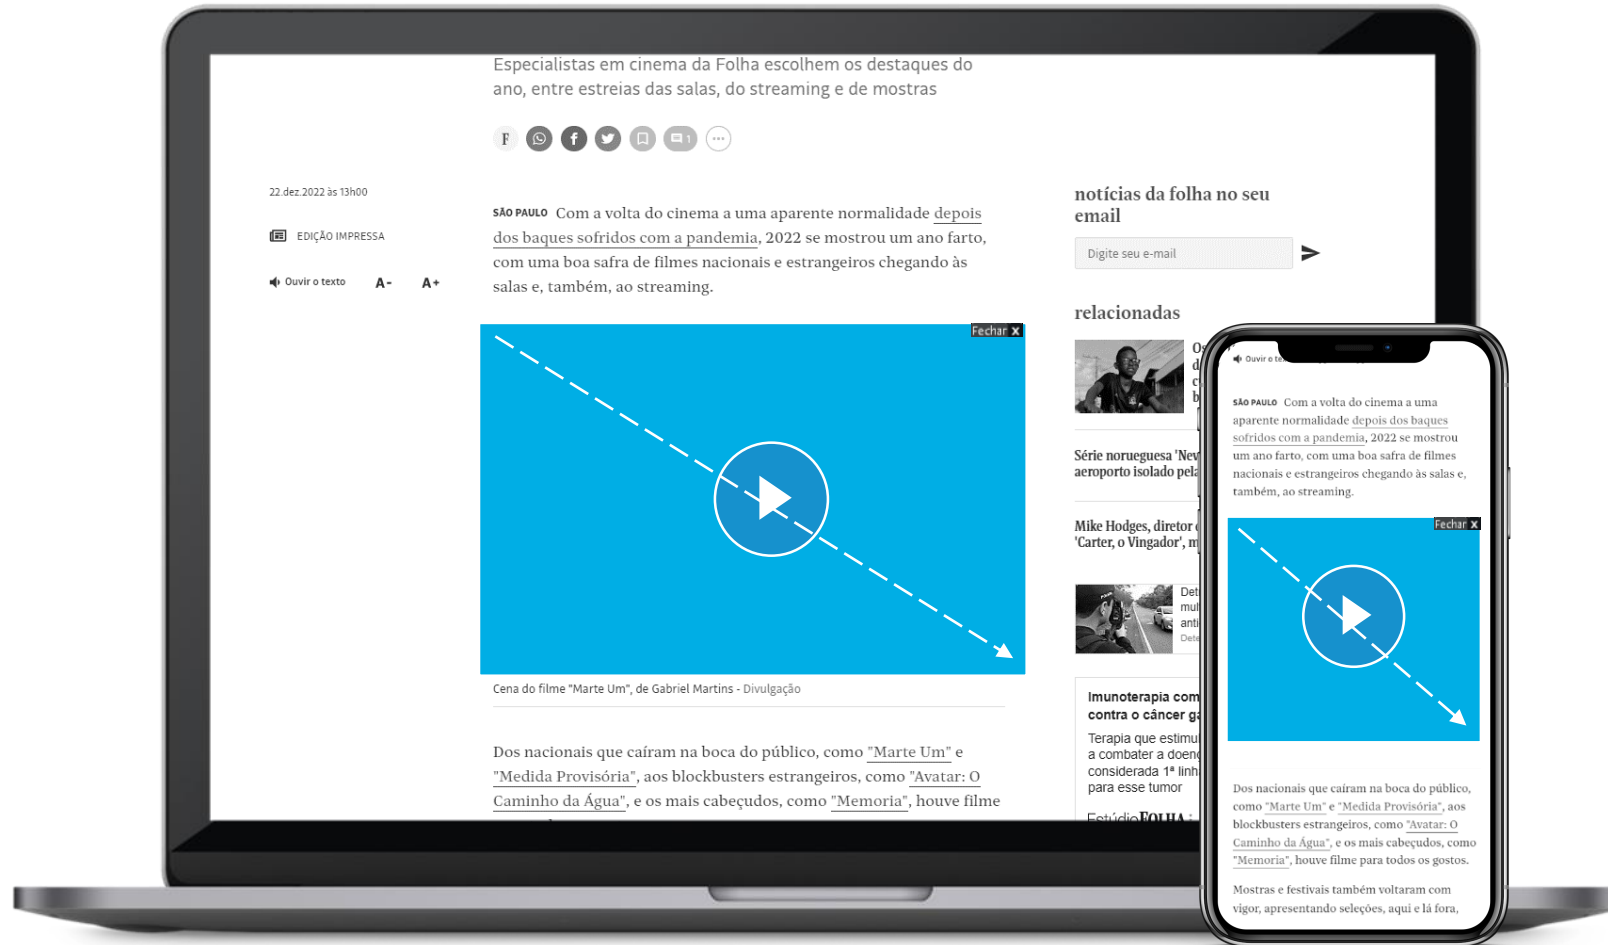 Especialistas em cinema da Folha escolhem os destaques do
ano, entre estreias das salas, do streaming e de mostras
F
1
22.dez.2022 às 13h00
EDIÇÃO IMPRESSA
Ouvir o texto A- A+
SÃO PAULO Com a volta do cinema a uma aparente normalidade depois
dos baques sofridos com a pandemia, 2022 se mostrou um ano farto,
com uma boa safra de filmes nacionais e estrangeiros chegando às
salas e, também, ao streaming.
Fechar X
Cena do filme "Marte Um", de Gabriel Martins - Divulgação
Dos nacionais que caíram na boca do público, como "Marte Um" e
"Medida Provisória", aos blockbusters estrangeiros, como "Avatar: O
Caminho da Água", e os mais cabeçudos, como "Memoria", houve filme
notícias da folha no seu
email
Digite seu e-mail
relacionadas
Série norueguesa
aeroporto isolado
Mike Hodges, diretor
'Carter, o Vingador',
Imunoterapia
contra o câncer
Terapia que
a combater a
considerada 1ª
para esse tumor
Estúdio FOLHA:
Ouvir o
SÃO PAULO Com a volta do cinema a uma
aparente normalidade depois dos baques
sofridos com a pandemia, 2022 se mostrou
um ano farto, com uma boa safra de filmes
nacionais e estrangeiros chegando às salas e,
também, ao streaming.
Fechar X
Dos nacionais que caíram na boca do público,
como "Marte Um" e "Medida Provisória", aos
blockbusters estrangeiros, como "Avatar: O
Caminho da Água", e os mais cabeçudos, como
"Memoria", houve filme para todos os gostos.
Mostras e festivais também voltaram com
vigor, apresentando seleções, aqui e lá fora,